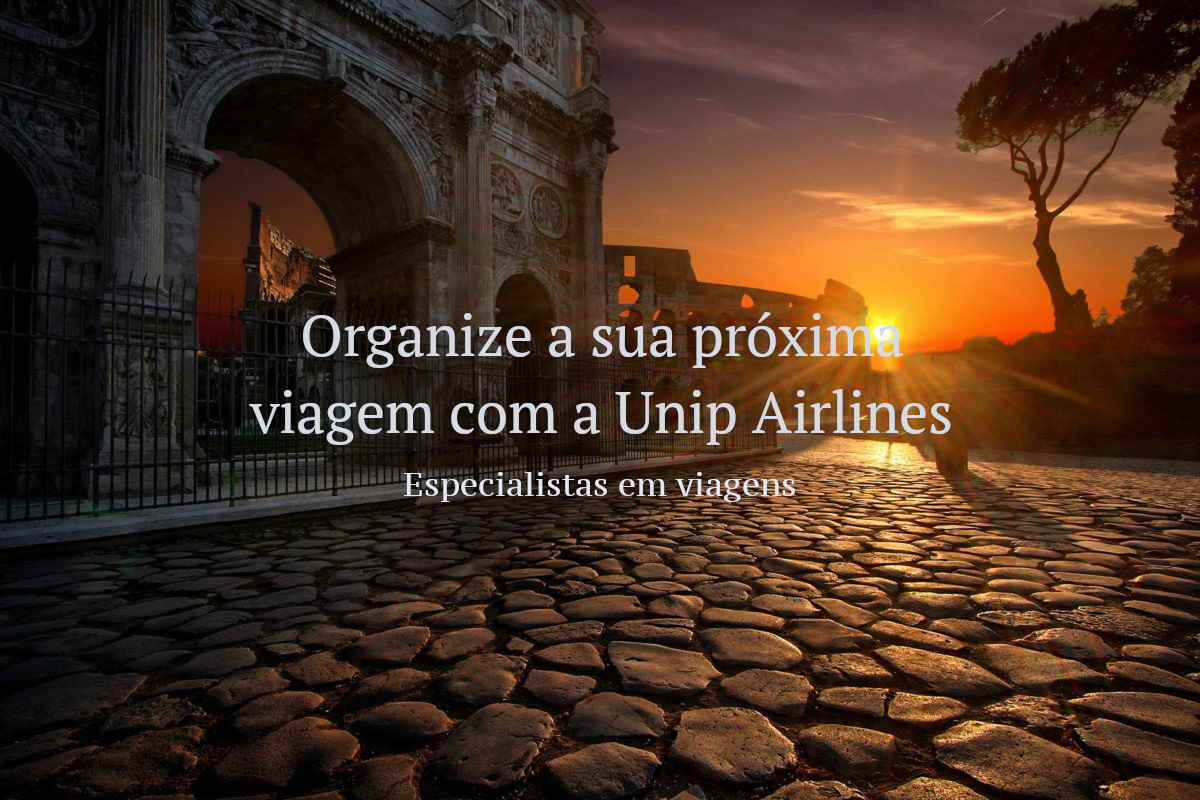 Organize a sua próxima
viagem com a Unip Airlines
Especialistas em viagens